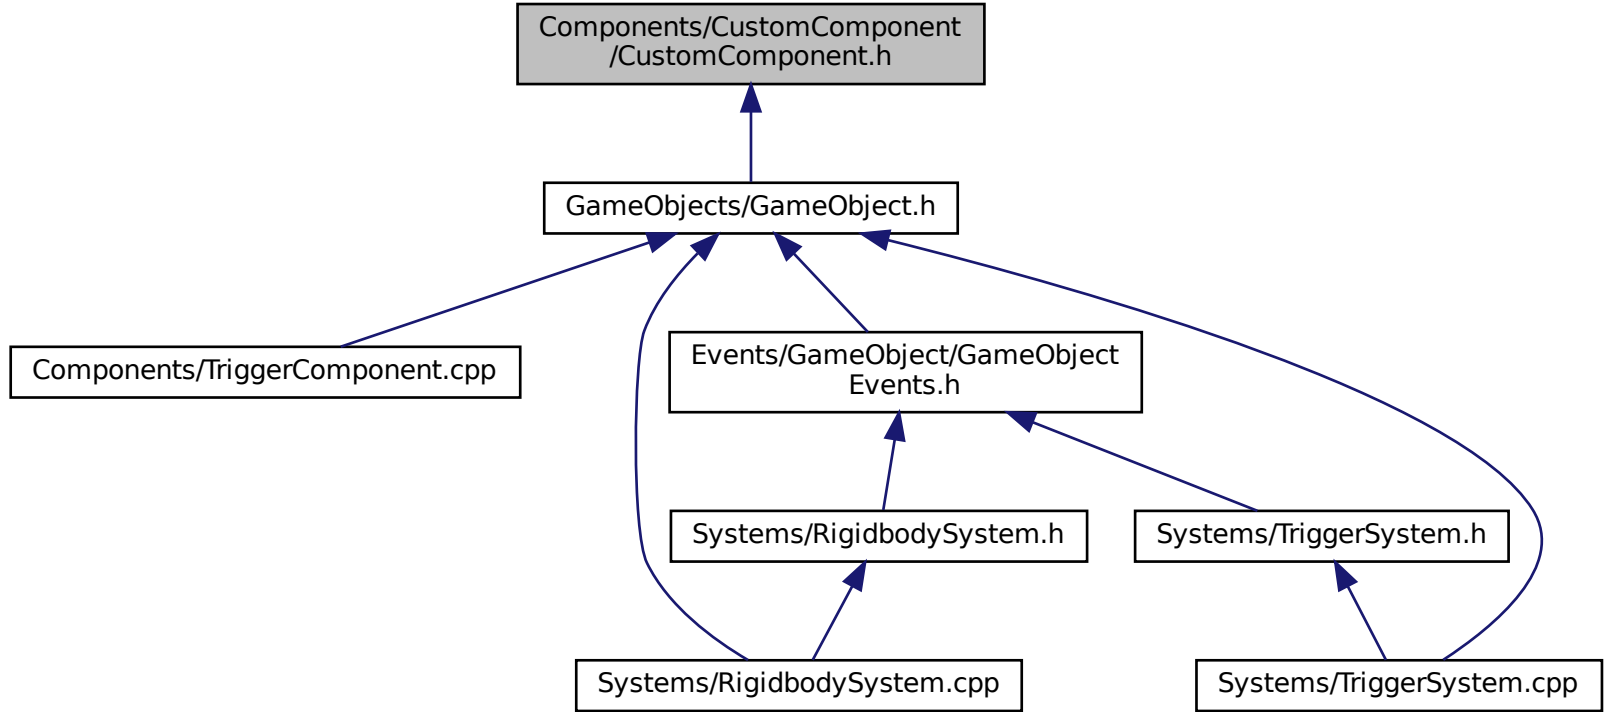 Components/CustomComponent
/CustomComponent.h
GameObjects/GameObject.h
Components/TriggerComponent.cpp
Events/GameObject/GameObject
Events.h
Systems/RigidbodySystem.h
Systems/TriggerSystem.h
Systems/RigidbodySystem.cpp
Systems/TriggerSystem.cpp